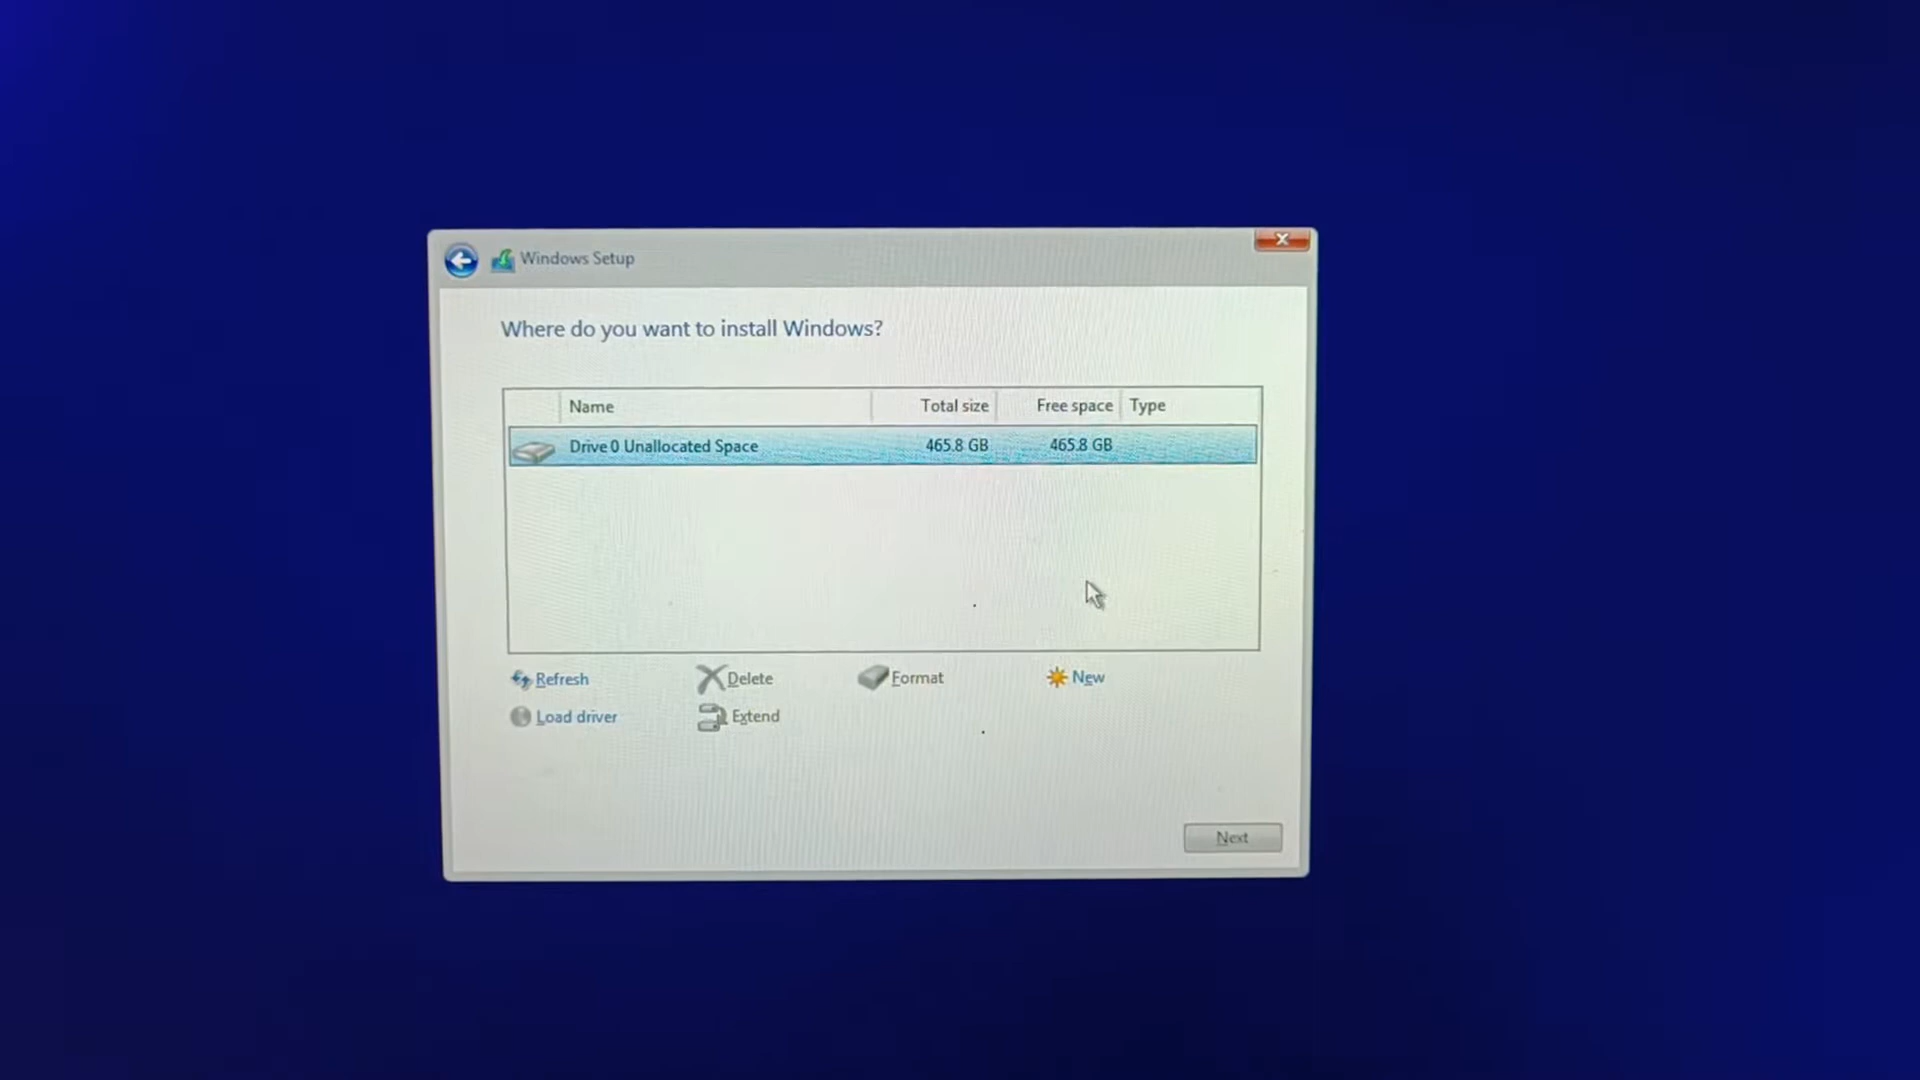 Windows Setup
Where do you want to install Windows?
Name Total size Free space Type
Drive 0 Unallocated Space 465.8 GB 465.8 GB
Refresh Delete Format New
Load driver Extend
Next